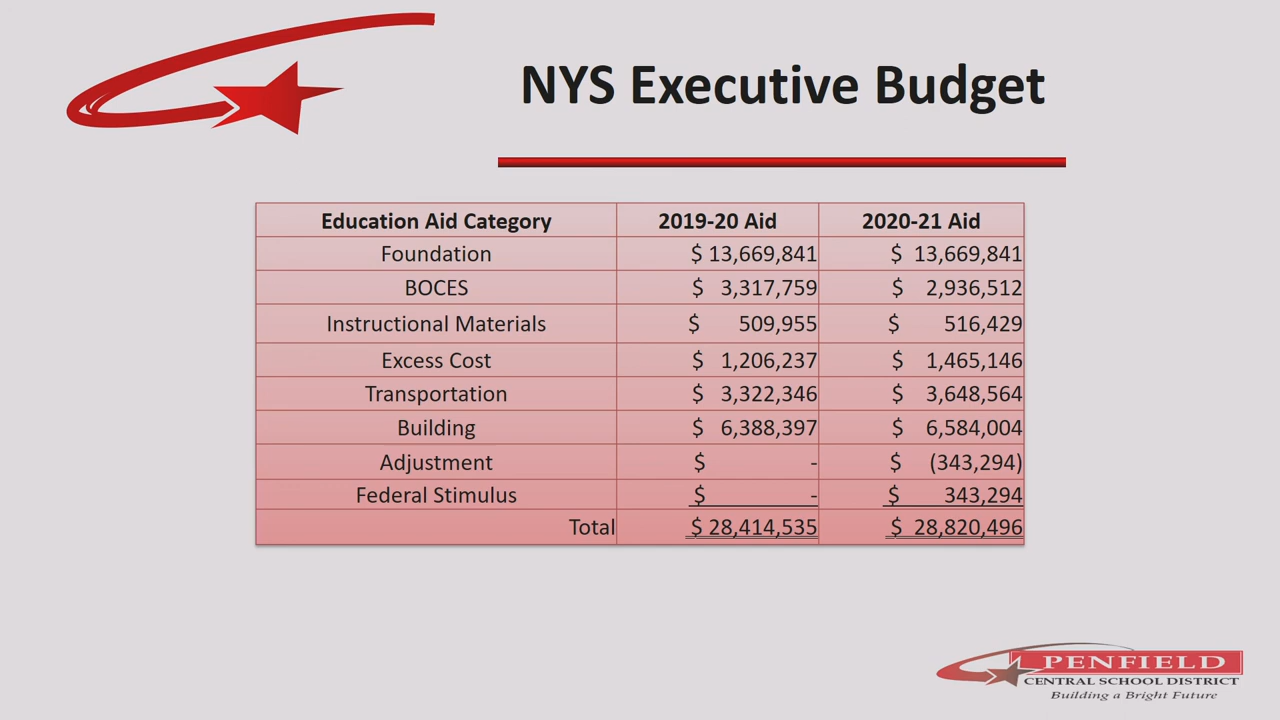 NYS Executive Budget
Education Aid Category 2019-20 Aid 2020-21 Aid
Foundation $ 13,669,841 $ 13,669,841
BOCES $ 3,317,759 $ 2,936,512
Instructional Materials $ 509,955 $ 516,429
Excess Cost $ 1,206,237 $ 1,465,146
Transportation $ 3,322,346 $ 3,648,564
Building $ 6,388,397 $ 6,584,004
Adjustment $ - $ (343,294)
Federal Stimulus $ - $ 343,294
Total $ 28,414,535 $ 28,820,496
PENFIELD
CENTRAL SCHOOL DISTRICT
Building a Bright Future